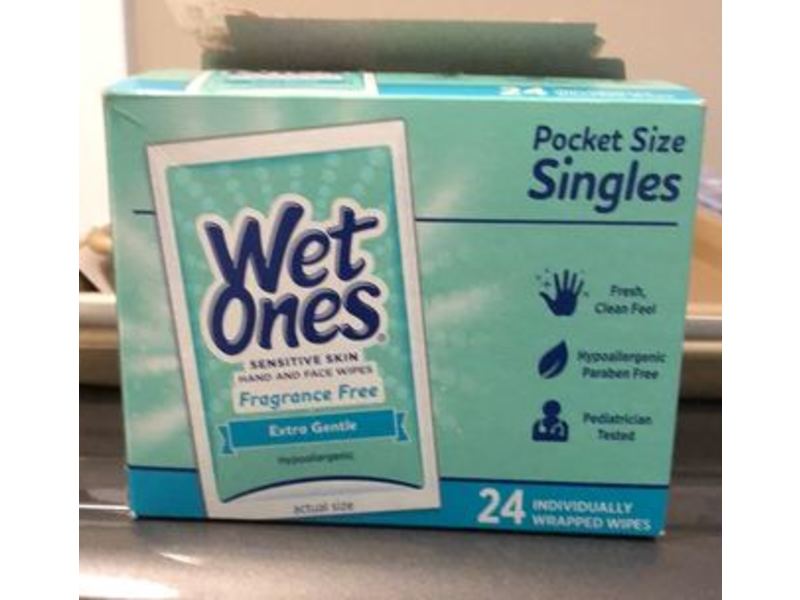 24
Pocket Size
Singles
Wet
Ones®
SENSITIVE SKIN
HAND AND FACE WIPES
Fragrance Free
Extra Gentle
Hypoallergenic
actual size
Fresh,
Clean Feel
Hypoallergenic
Paraben Free
Pediatrician
Tested
24 INDIVIDUALLY
WRAPPED WIPES